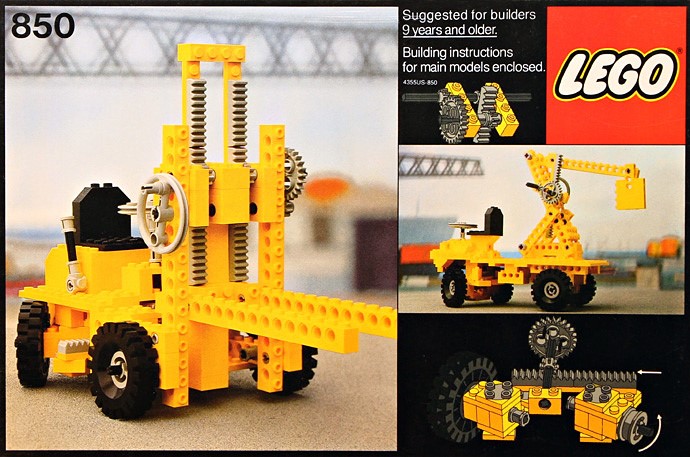 850
Suggested for builders
9 years and older.
Building instructions
for main models enclosed.
4355US-850
LEGO